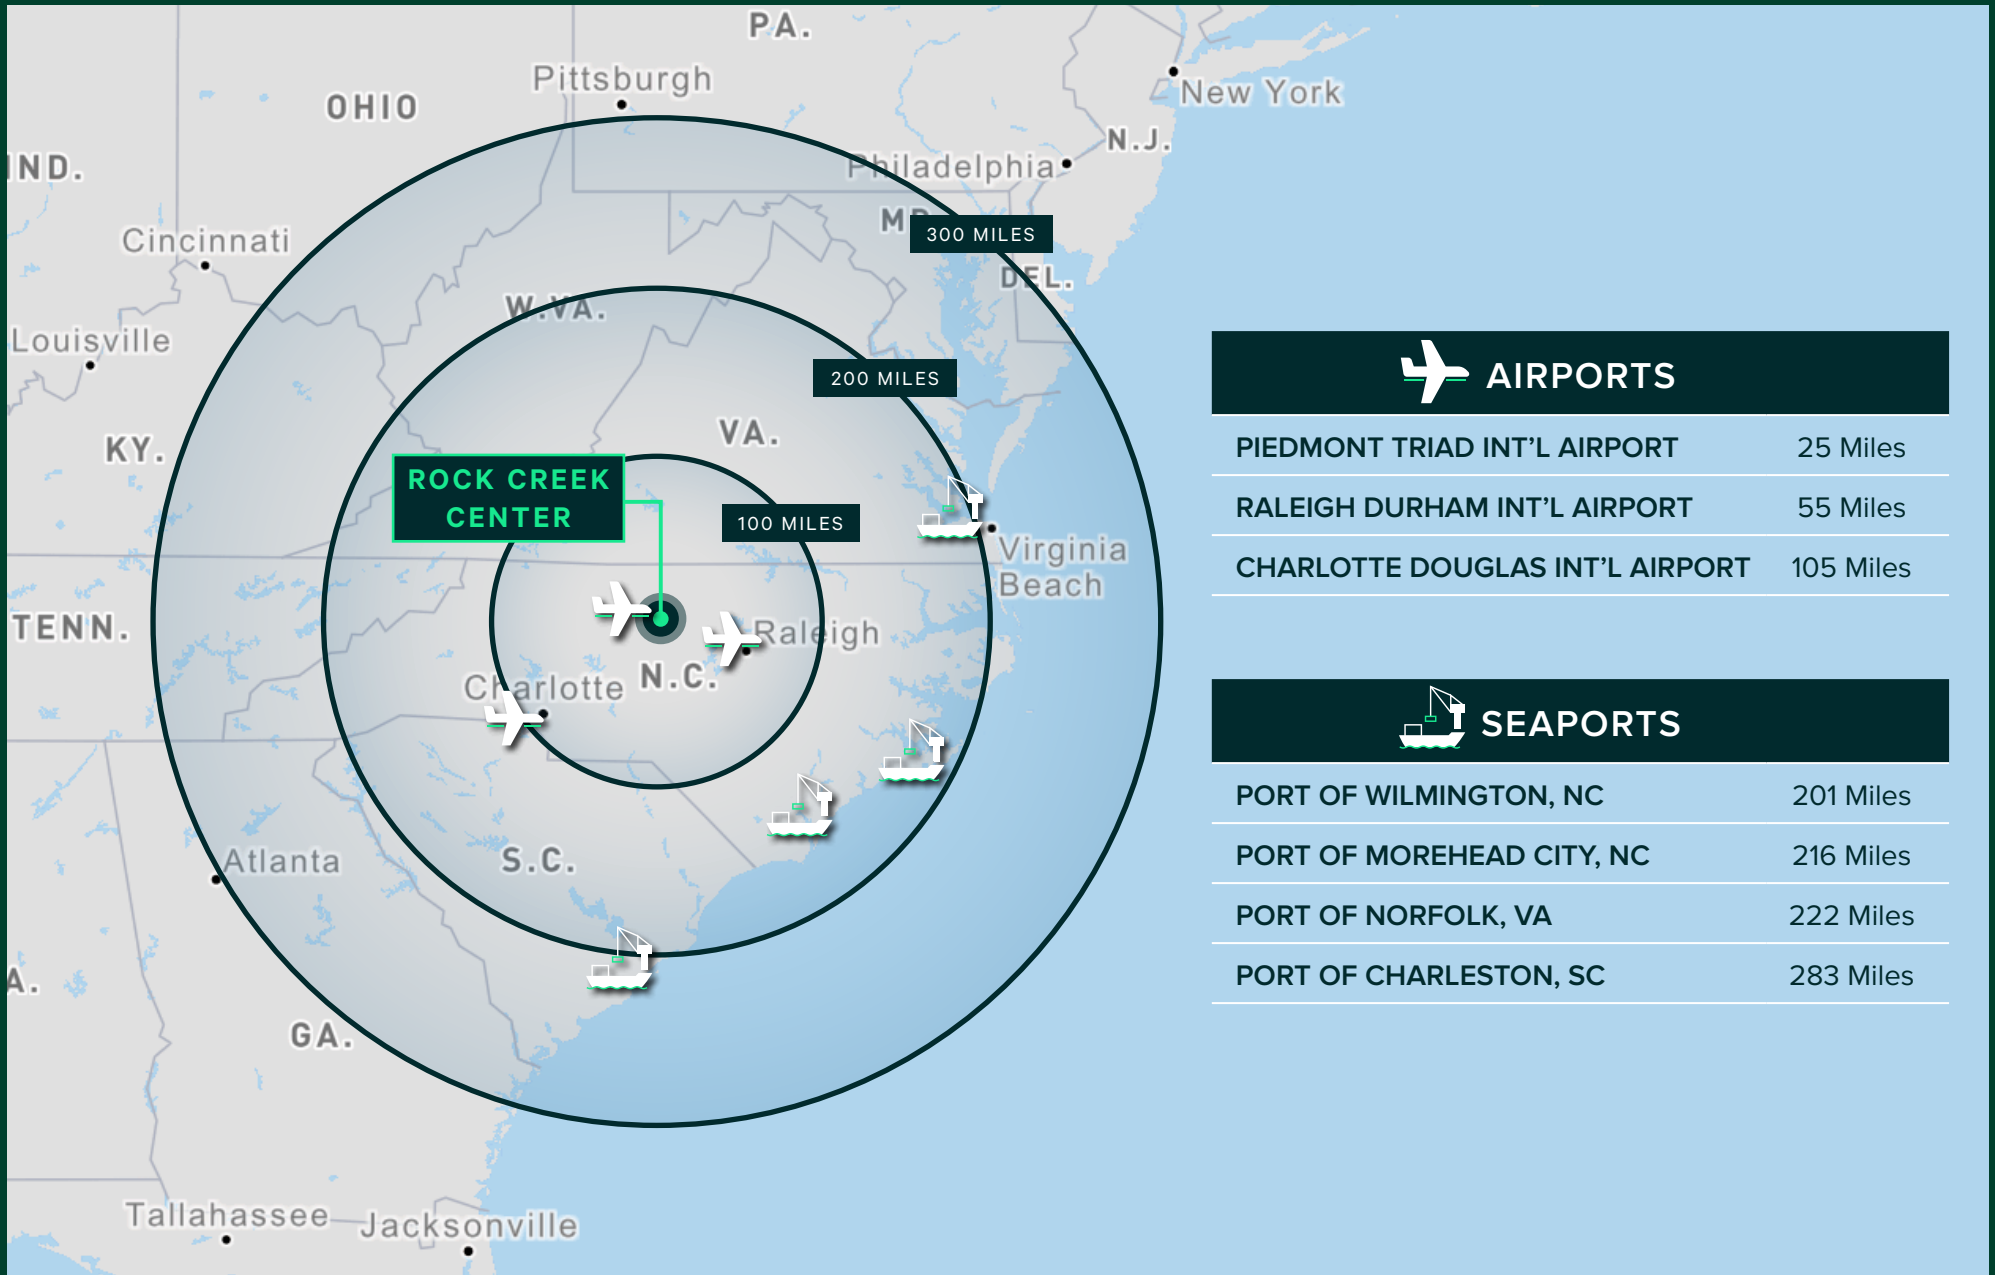 PA.
Pittsburgh
New York
OHIO
N.J.
IND.
Philadelphia
MD.
300 MILES
Cincinnati
DEL.
W.VA.
Louisville
200 MILES
VA.
KY.
ROCK CREEK
CENTER
100 MILES
Virginia
Beach
TENN.
Raleigh
N.C.
Charlotte
S.C.
Atlanta
A.
GA.
Tallahassee
Jacksonville
AIRPORTS
PIEDMONT TRIAD INT’L AIRPORT 25 Miles
RALEIGH DURHAM INT’L AIRPORT 55 Miles
CHARLOTTE DOUGLAS INT’L AIRPORT 105 Miles
SEAPORTS
PORT OF WILMINGTON, NC 201 Miles
PORT OF MOREHEAD CITY, NC 216 Miles
PORT OF NORFOLK, VA 222 Miles
PORT OF CHARLESTON, SC 283 Miles